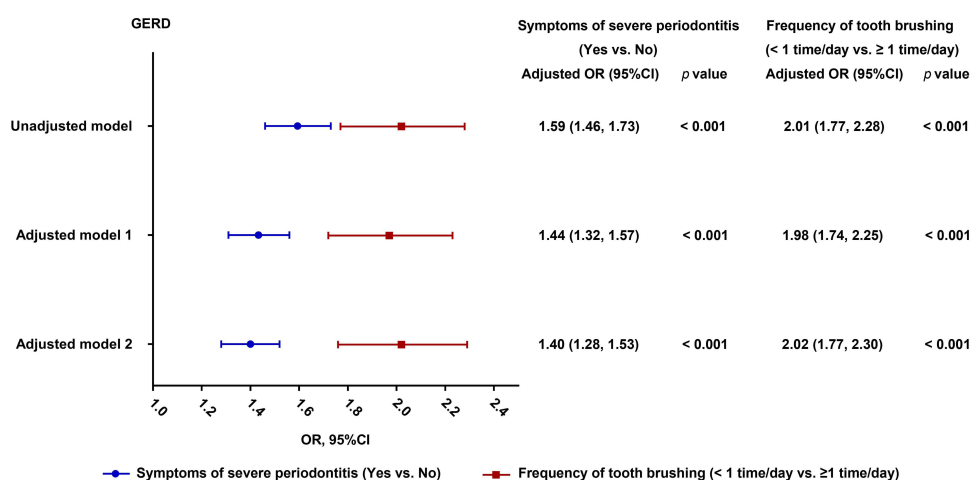 GERD
Symptoms of severe periodontitis
(Yes vs. No)
Adjusted OR (95%CI) p value
Frequency of tooth brushing
(< 1 time/day vs. ≥ 1 time/day)
Adjusted OR (95%CI) p value
Unadjusted model 1.59 (1.46, 1.73) < 0.001 2.01 (1.77, 2.28) < 0.001
Adjusted model 1 1.44 (1.32, 1.57) < 0.001 1.98 (1.74, 2.25) < 0.001
Adjusted model 2 1.40 (1.28, 1.53) < 0.001 2.02 (1.77, 2.30) < 0.001
1.0 1.2 1.4 1.6 1.8 2.0 2.2 2.4
OR, 95%CI
Symptoms of severe periodontitis (Yes vs. No)
Frequency of tooth brushing (< 1 time/day vs. ≥1 time/day)